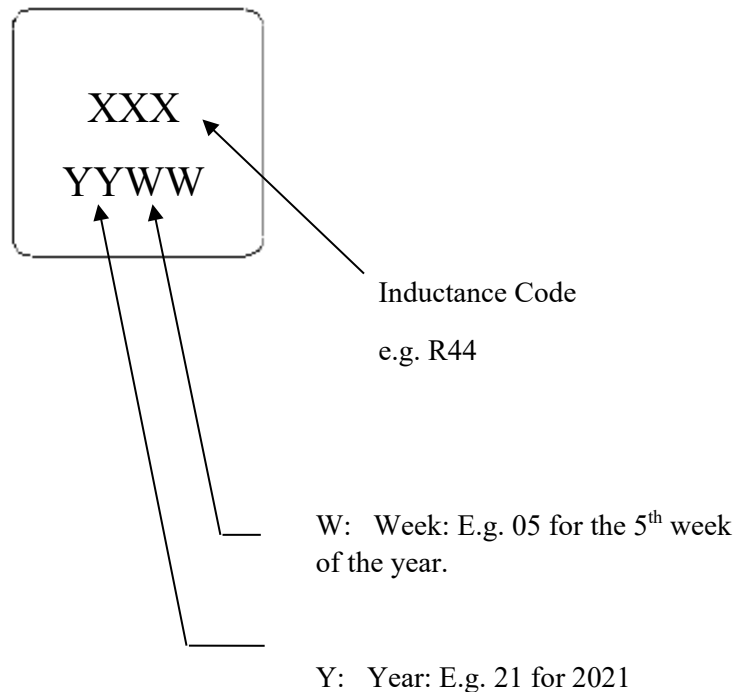 XXX
YYWW
Inductance Code
e.g. R44
W: Week: E.g. 05 for the 5th week
of the year.
Y: Year: E.g. 21 for 2021